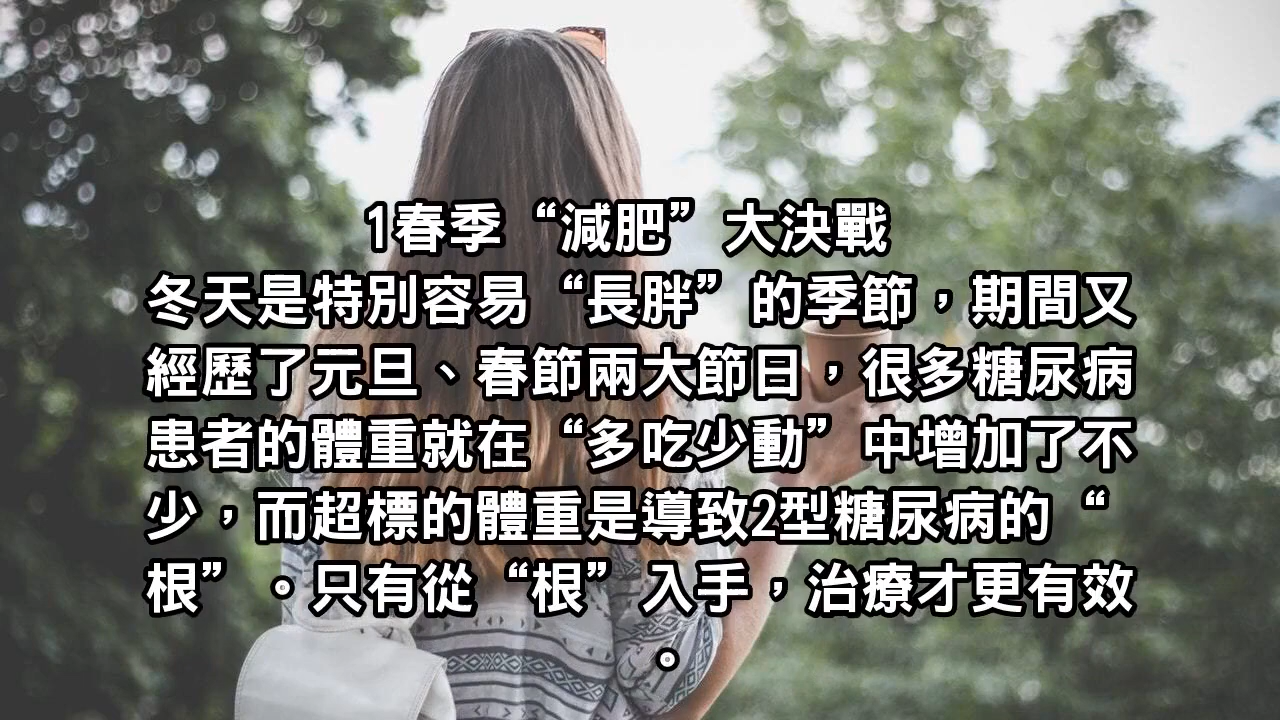 1春季“減肥”大決戰
冬天是特別容易“長胖”的季節，期間又
經歷了元旦、春節兩大節日，很多糖尿病
患者的體重就在“多吃少動”中增加了不
少，而超標的體重是導致2型糖尿病的“
根”。只有從“根”入手，治療才更有效
。